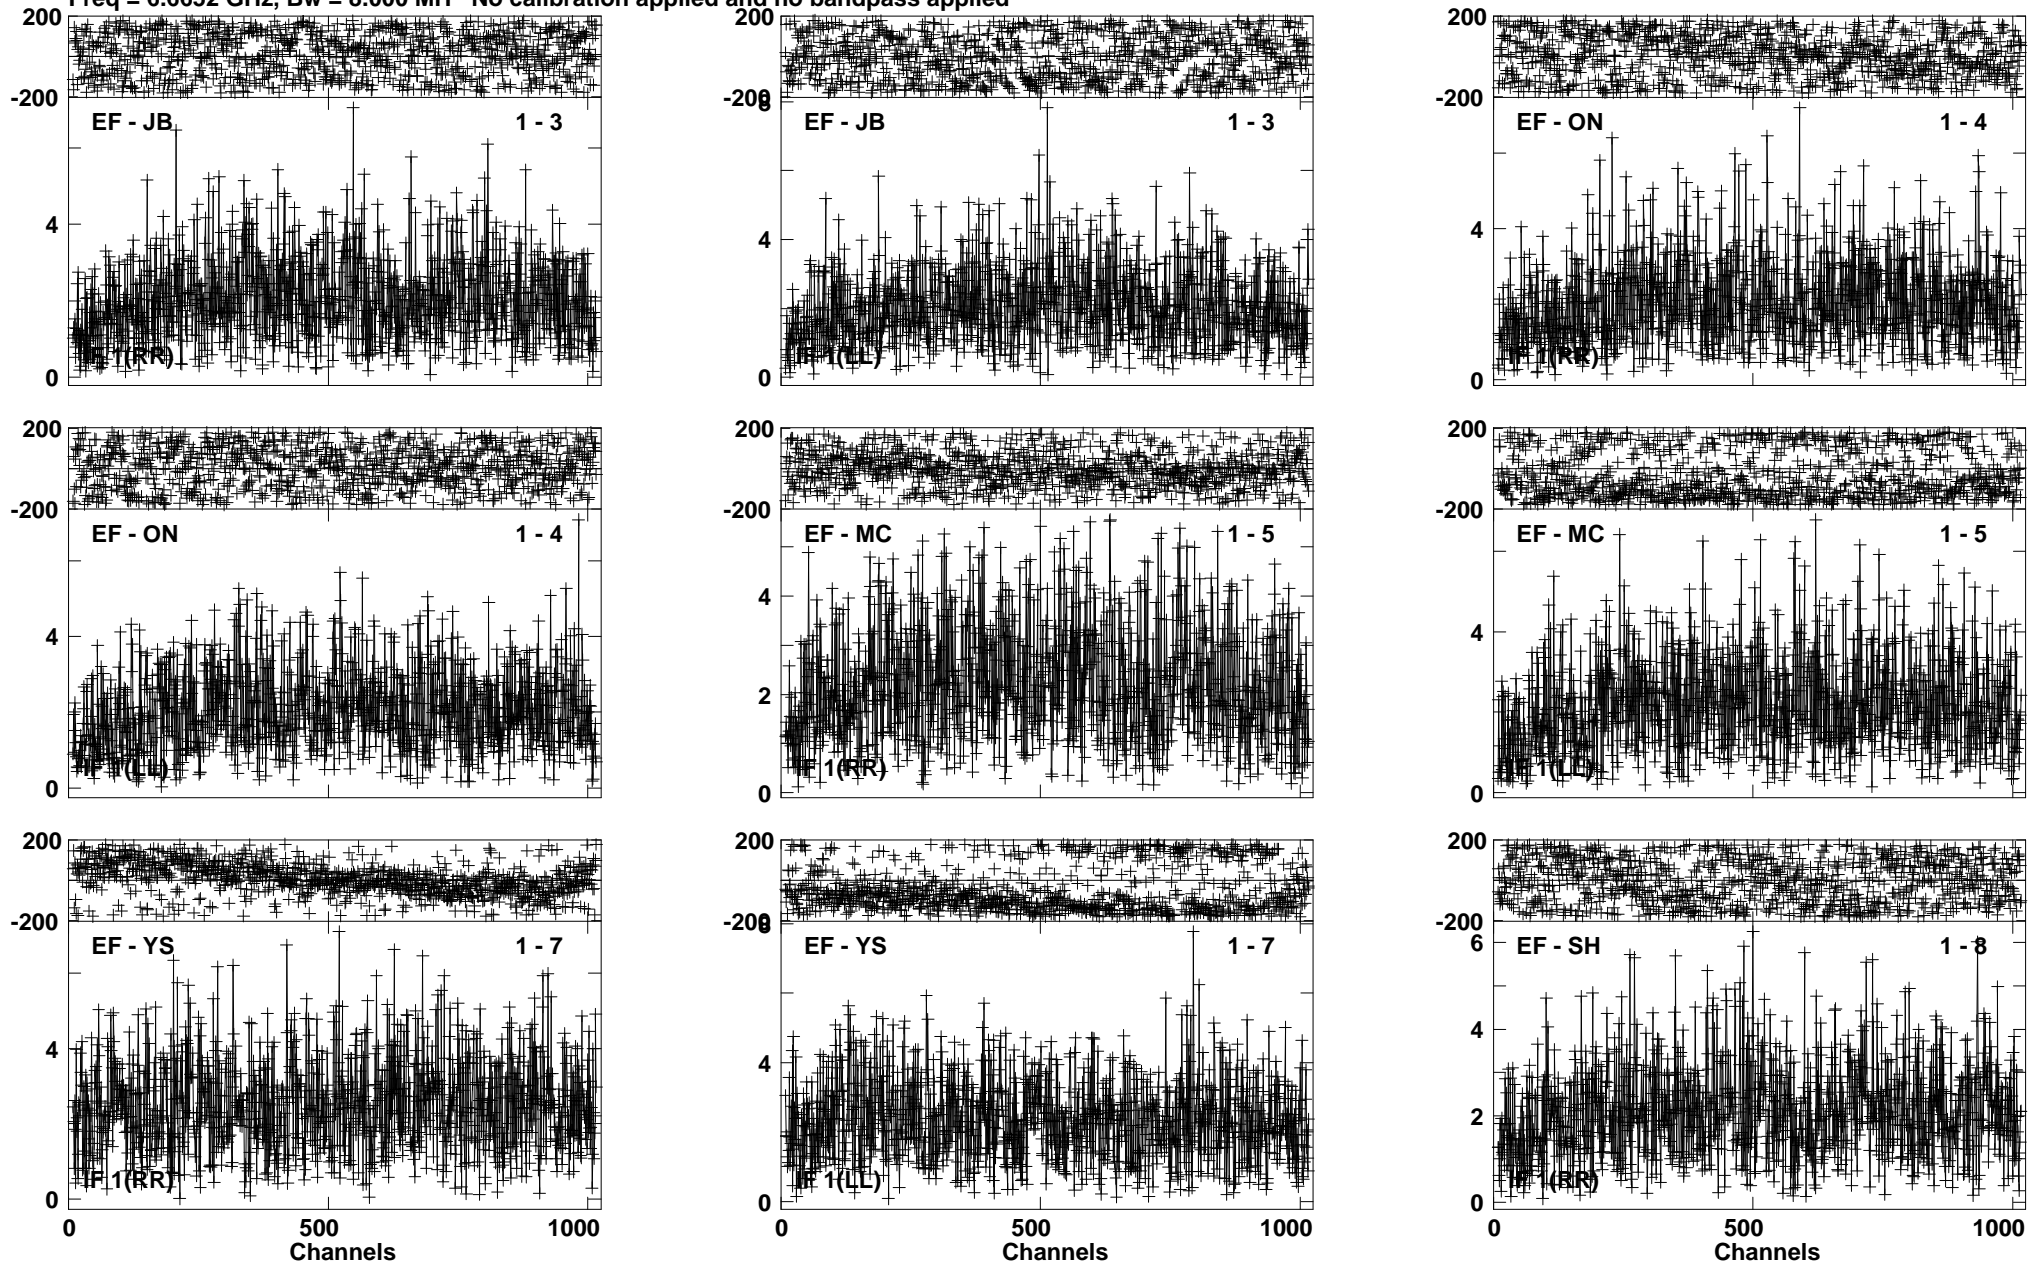 Freq = 6.6652 GHz, Bw = 8.000 MH No calibration applied and no bandpass applied
200 200 200
-200 -200 -200
8
EF - JB 1 - 3 EF - JB 1 - 3 EF - ON 1 - 4
4 4 4
IF 1(RR) IF 1(LL) IF 1(RR)
0 0 0
200 200 200
-200 -200 -200
EF - ON 1 - 4 EF - MC 1 - 5 EF - MC 1 - 5
4 4 4
2
IF 1(LL) IF 1(RR) IF 1(LL)
0 0 0
200 200 200
-200 -200 -200
8
EF - YS 1 - 7 EF - YS 1 - 7 6 EF - SH 1 - 8
4 4 4
2
IF 1(RR) IF 1(LL) IF 1(RR)
0 0 0
0 500 1000 0 500 1000 0 500 1000
Channels Channels Channels